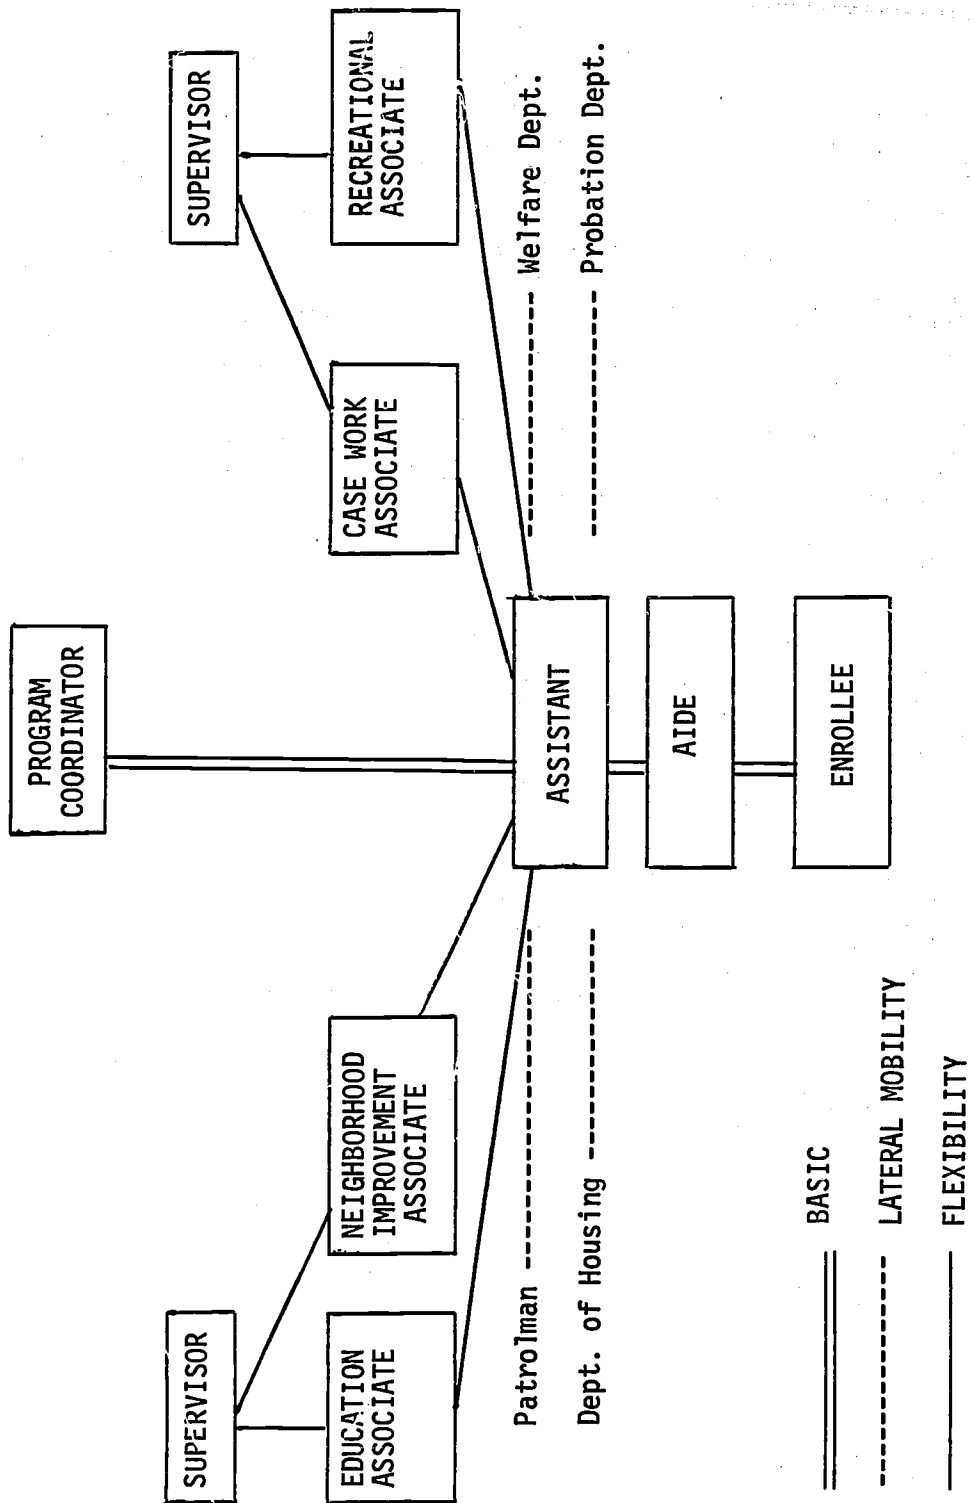 PROGRAM
COORDINATOR
SUPERVISOR
SUPERVISOR
EDUCATION
ASSOCIATE
NEIGHBORHOOD
IMPROVEMENT
ASSOCIATE
CASE WORK
ASSOCIATE
RECREATIONAL
ASSOCIATE
Patrolman
ASSISTANT
Welfare Dept.
Dept. of Housing
Probation Dept.
AIDE
ENROLLEE
BASIC
LATERAL MOBILITY
FLEXIBILITY